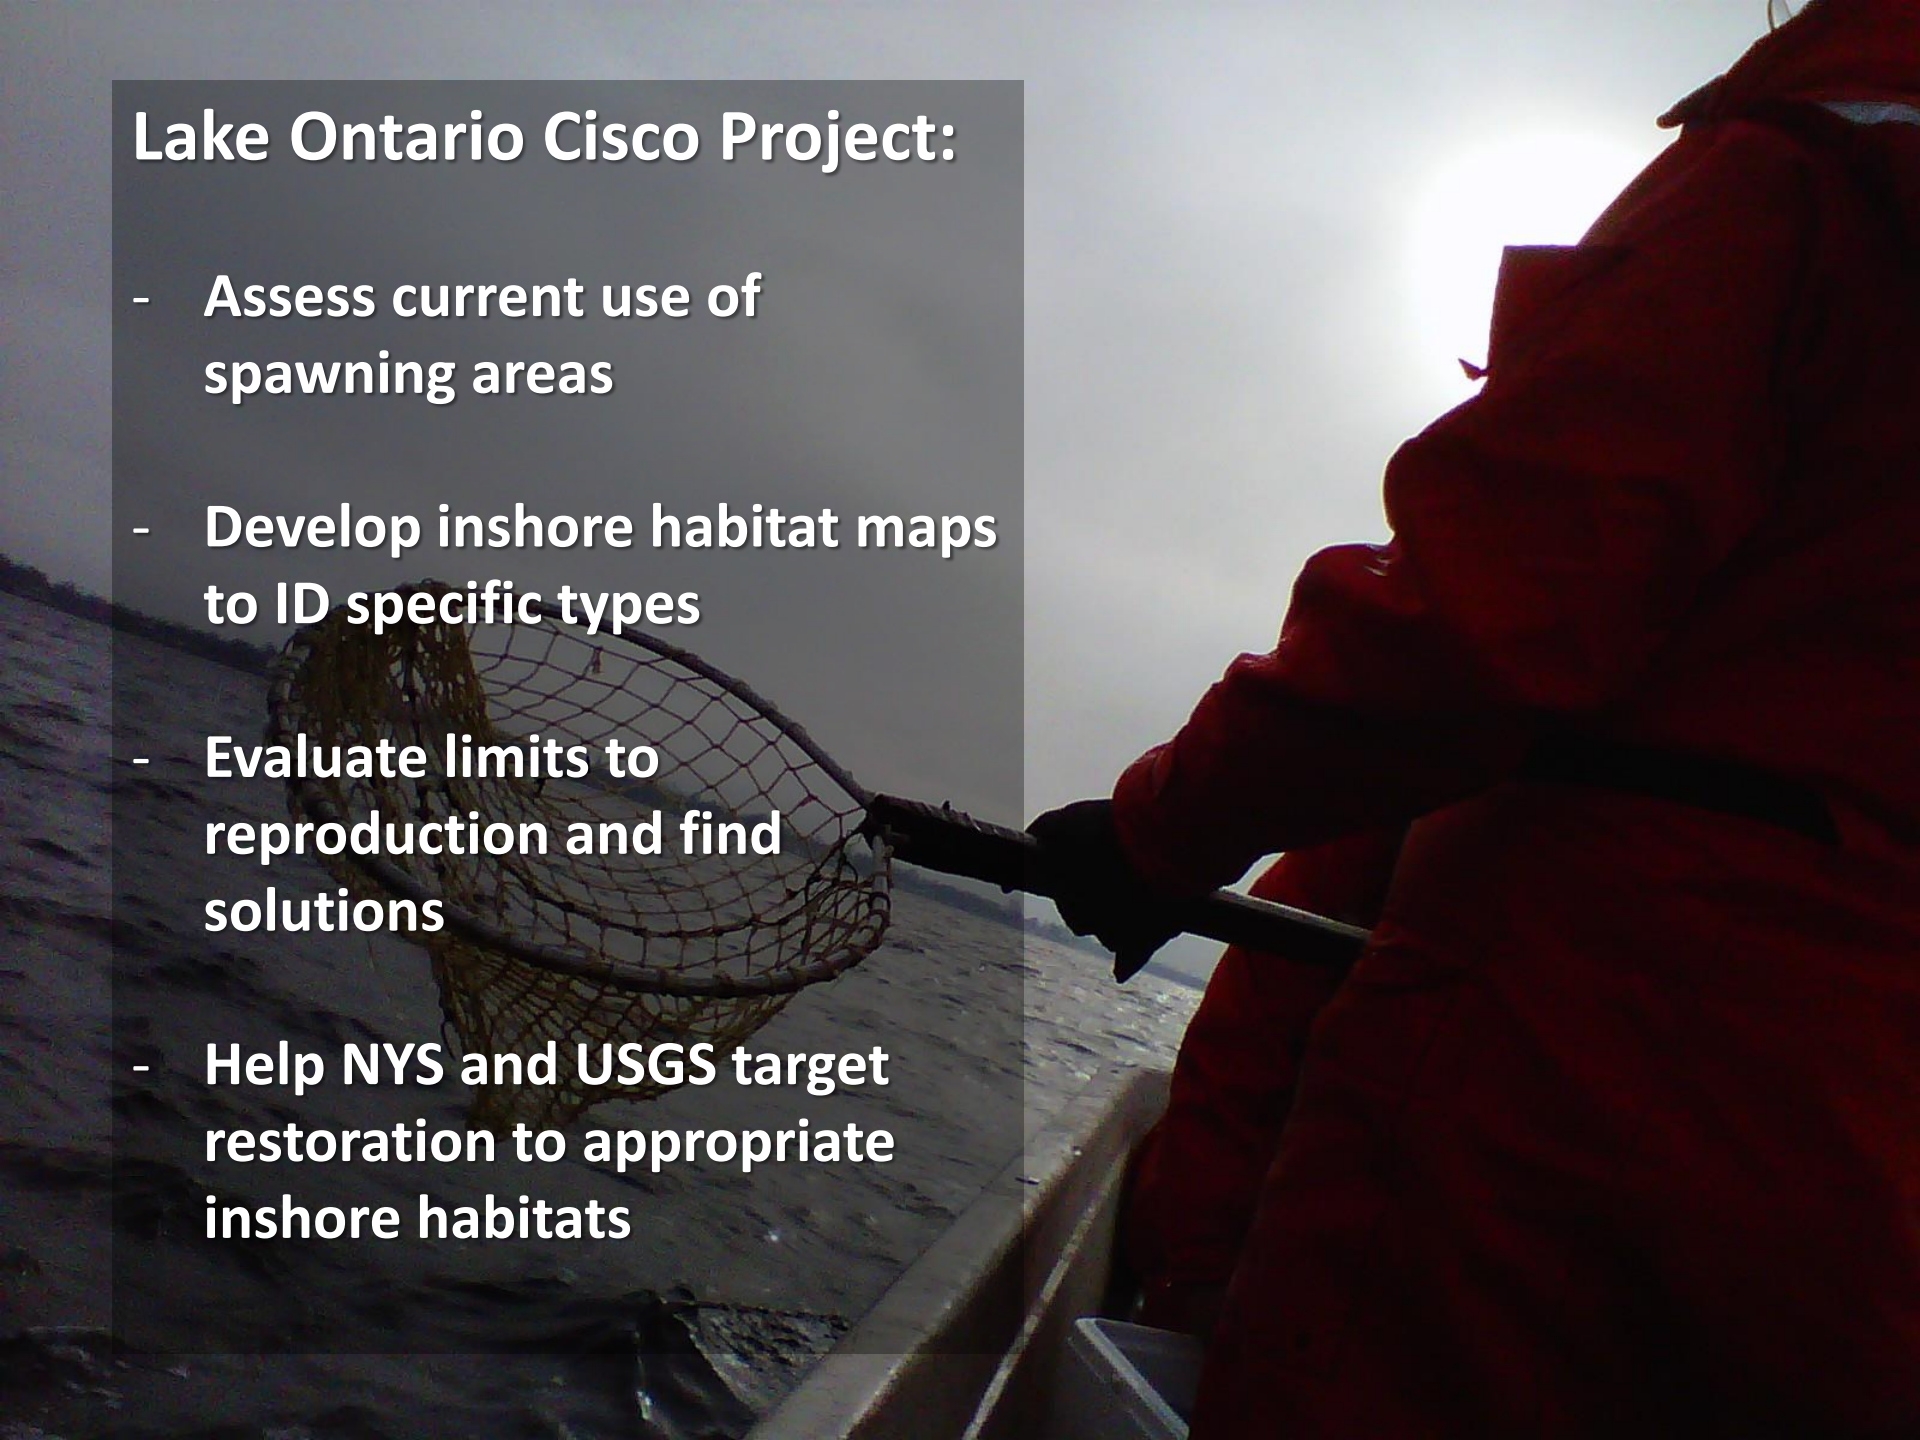 Lake Ontario Cisco Project:
- Assess current use of
spawning areas
- Develop inshore habitat maps
to ID specific types
- Evaluate limits to
reproduction and find
solutions
- Help NYS and USGS target
restoration to appropriate
inshore habitats